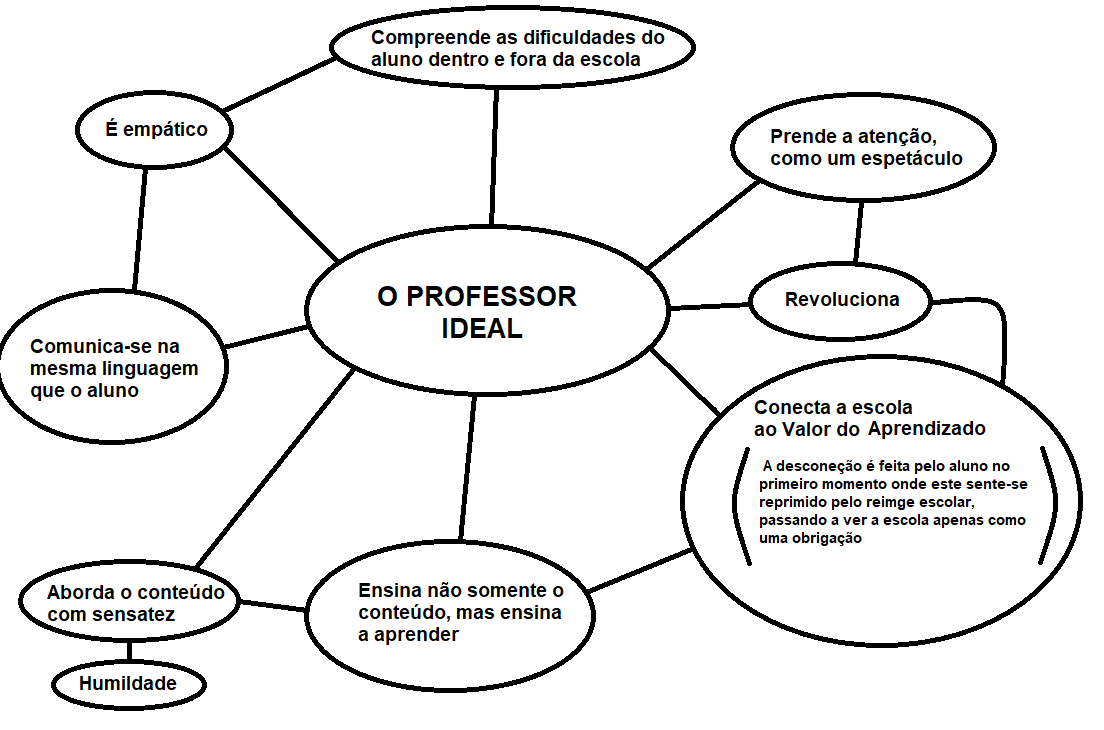 Compreende as dificuldades do
aluno dentro e fora da escola
É empático
Prende a atenção,
como um espetáculo
O PROFESSOR
IDEAL
Revoluciona
Comunica-se na
mesma linguagem
que o aluno
Conecta a escola
ao Valor do Aprendizado
A desconeção é feita pelo aluno no
primeiro momento onde este sente-se
reprimido pelo reimge escolar,
passando a ver a escola apenas como
uma obrigação
Aborda o conteúdo
com sensatez
Ensina não somente o
conteúdo, mas ensina
a aprender
Humildade